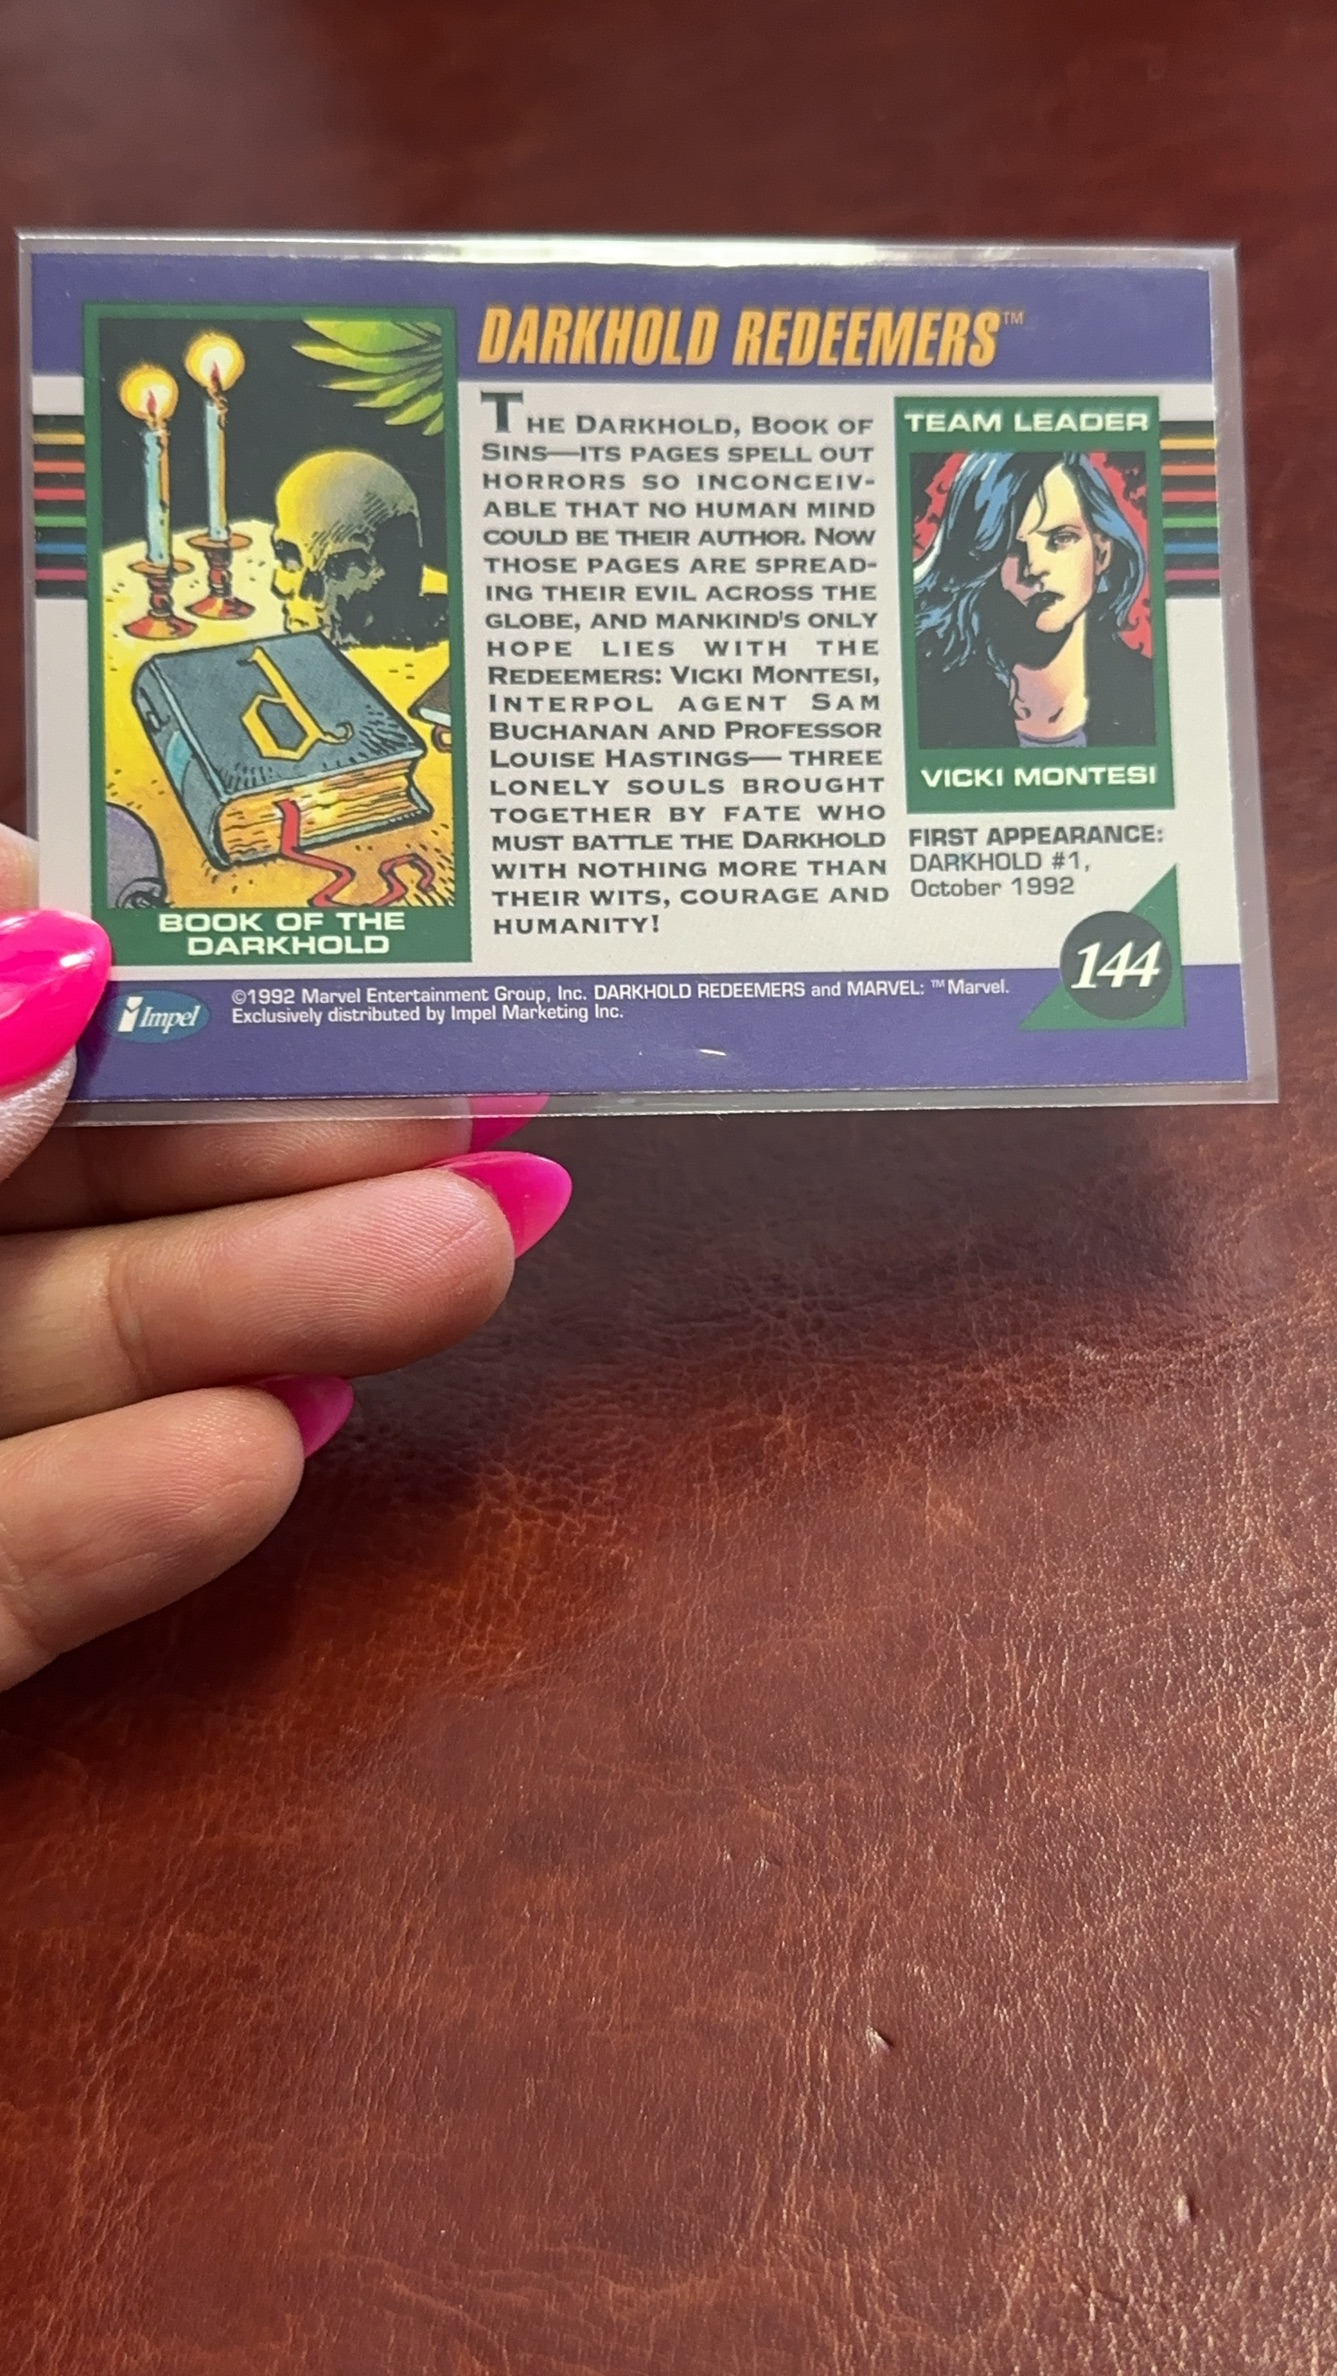 DARKHOLD REDEEMERS™
THE DARKHOLD, BOOK OF
SINS—ITS PAGES SPELL OUT
HORRORS SO INCONCEIV-
ABLE THAT NO HUMAN MIND
COULD BE THEIR AUTHOR. NOW
THOSE PAGES ARE SPREAD-
ING THEIR EVIL ACROSS THE
GLOBE, AND MANKIND'S ONLY
HOPE LIES WITH THE
REDEEMERS: VICKI MONTESI,
INTERPOL AGENT SAM
BUCHANAN AND PROFESSOR
LOUISE HASTINGS— THREE
LONELY SOULS BROUGHT
TOGETHER BY FATE WHO
MUST BATTLE THE DARKHOLD
WITH NOTHING MORE THAN
THEIR WITS, COURAGE AND
HUMANITY!
TEAM LEADER
VICKI MONTESI
FIRST APPEARANCE:
DARKHOLD #1,
October 1992
144
d
BOOK OF THE
DARKHOLD
Impel
©1992 Marvel Entertainment Group, Inc. DARKHOLD REDEEMERS and MARVEL: ™Marvel.
Exclusively distributed by Impel Marketing Inc.